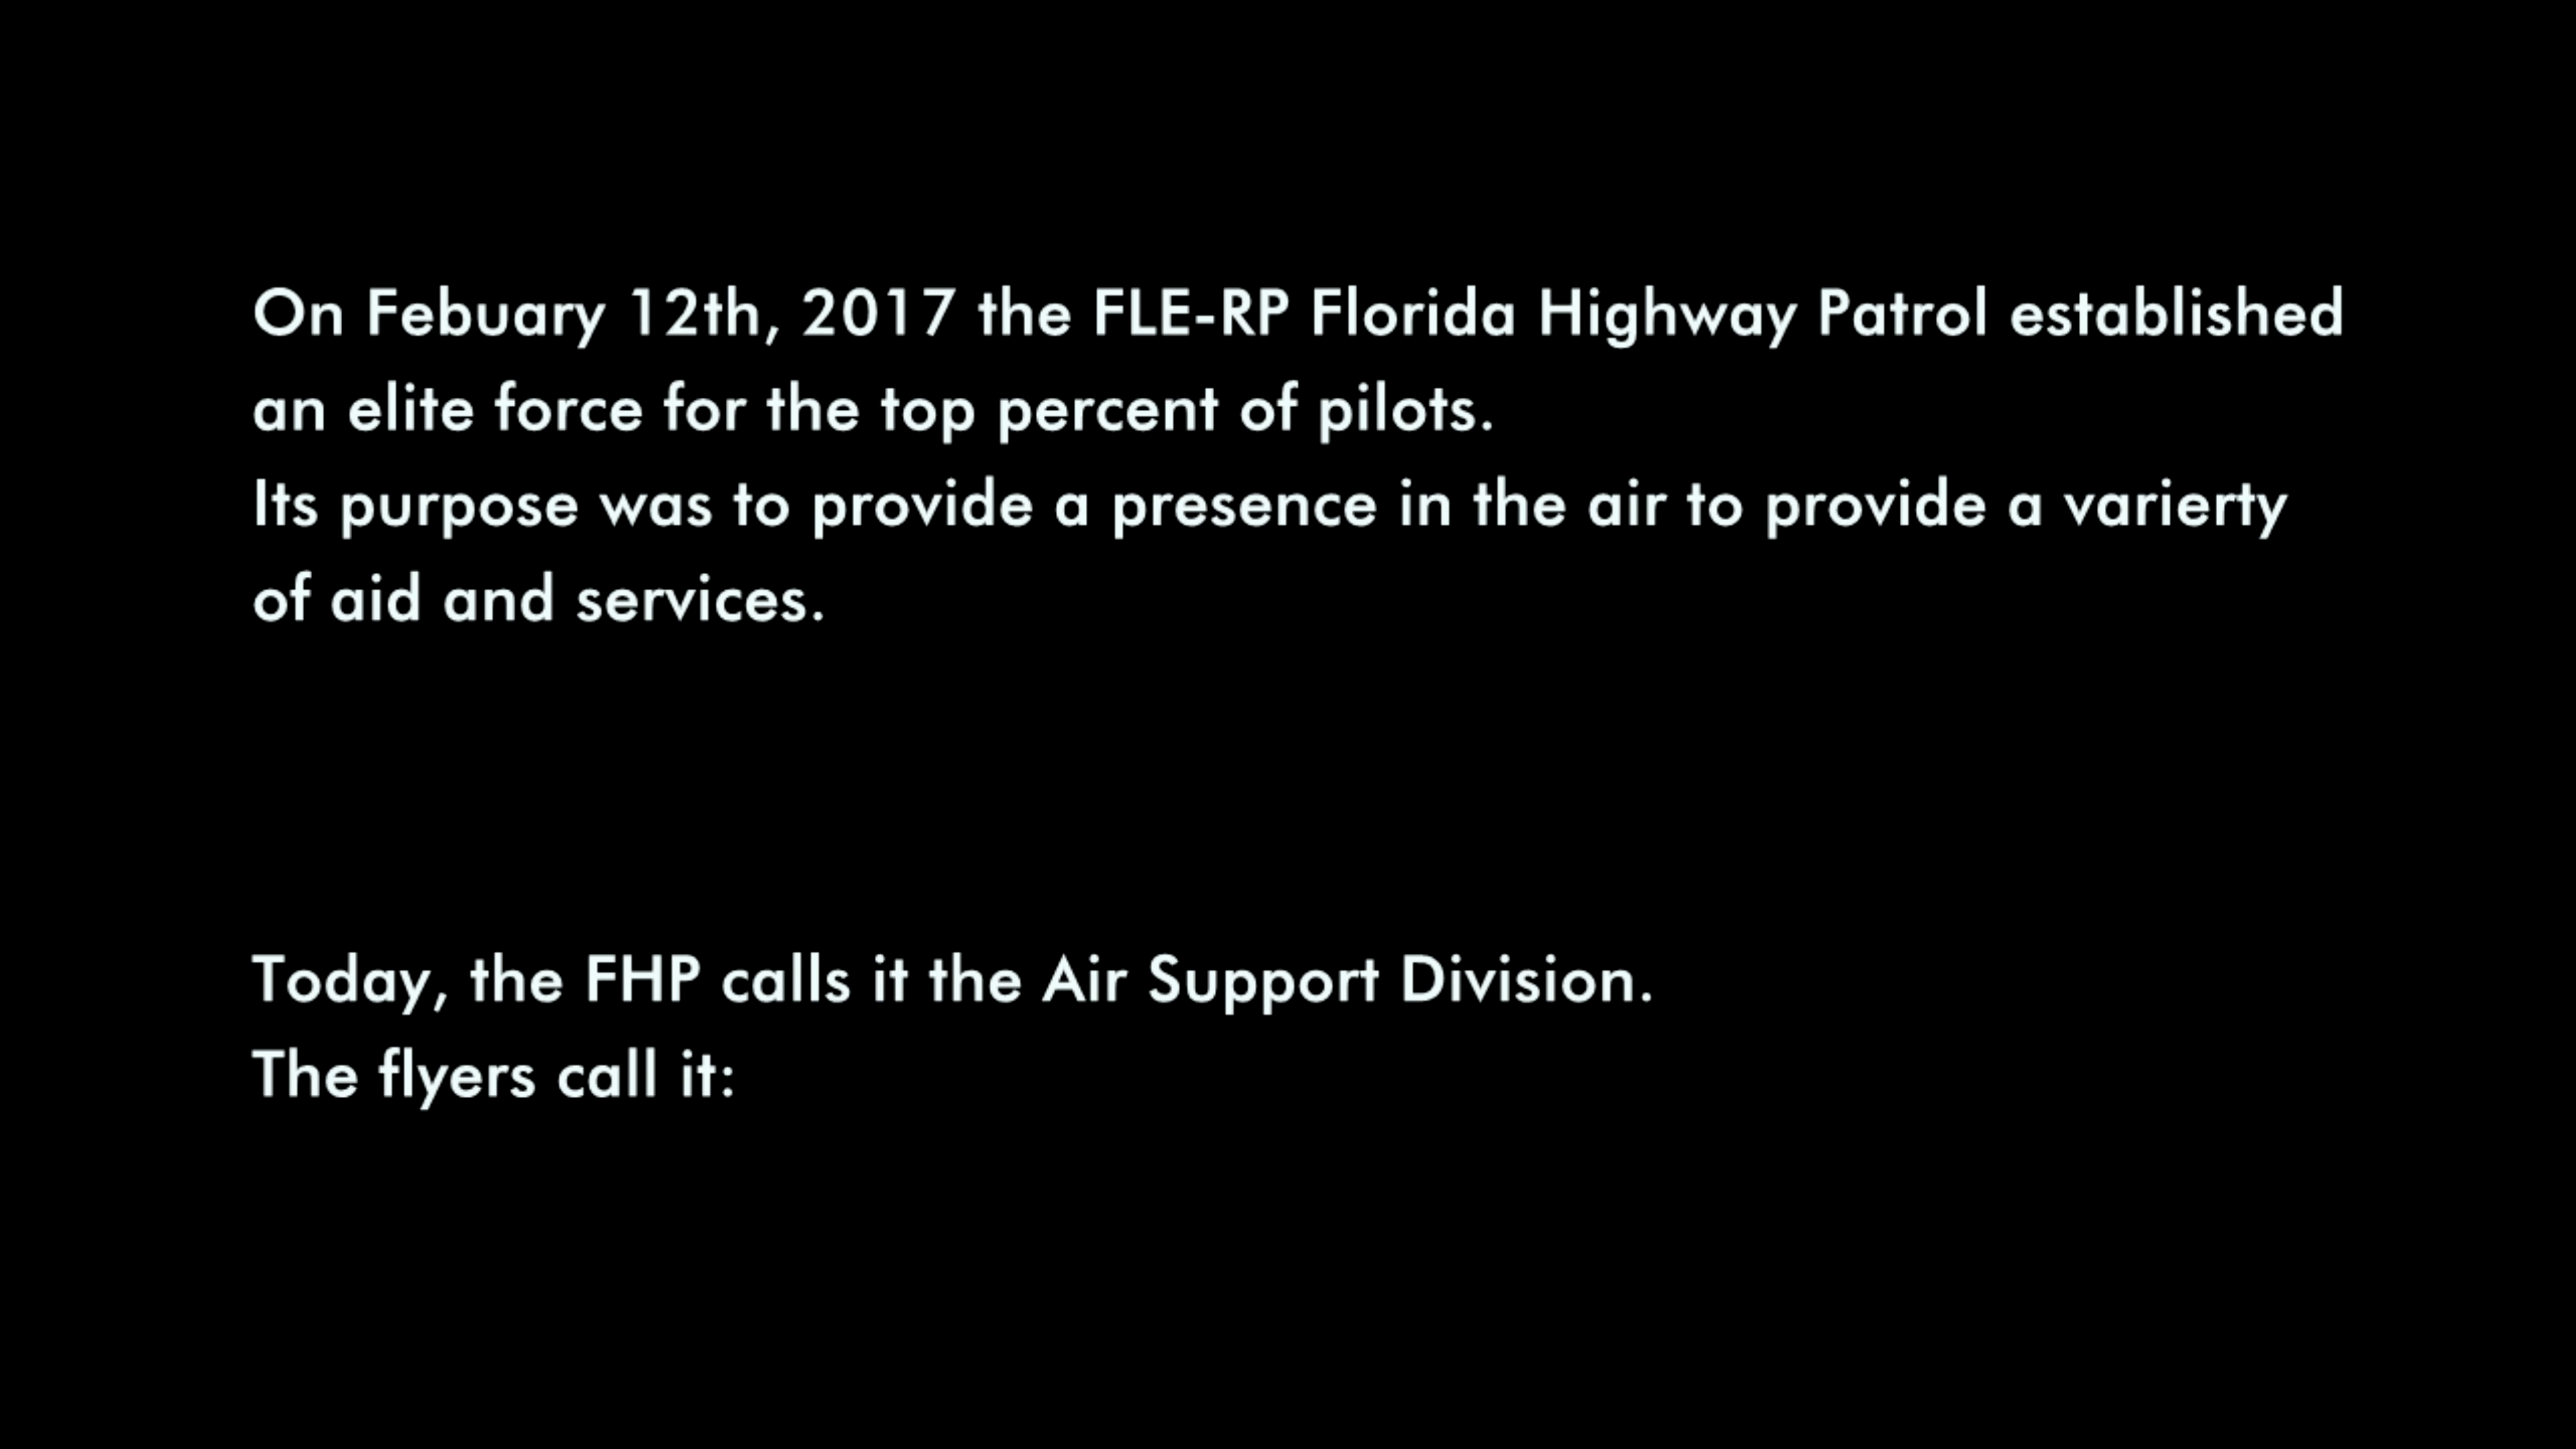 On Febuary 12th, 2017 the FLE-RP Florida Highway Patrol established
an elite force for the top percent of pilots.
Its purpose was to provide a presence in the air to provide a varierty
of aid and services.
Today, the FHP calls it the Air Support Division.
The flyers call it: